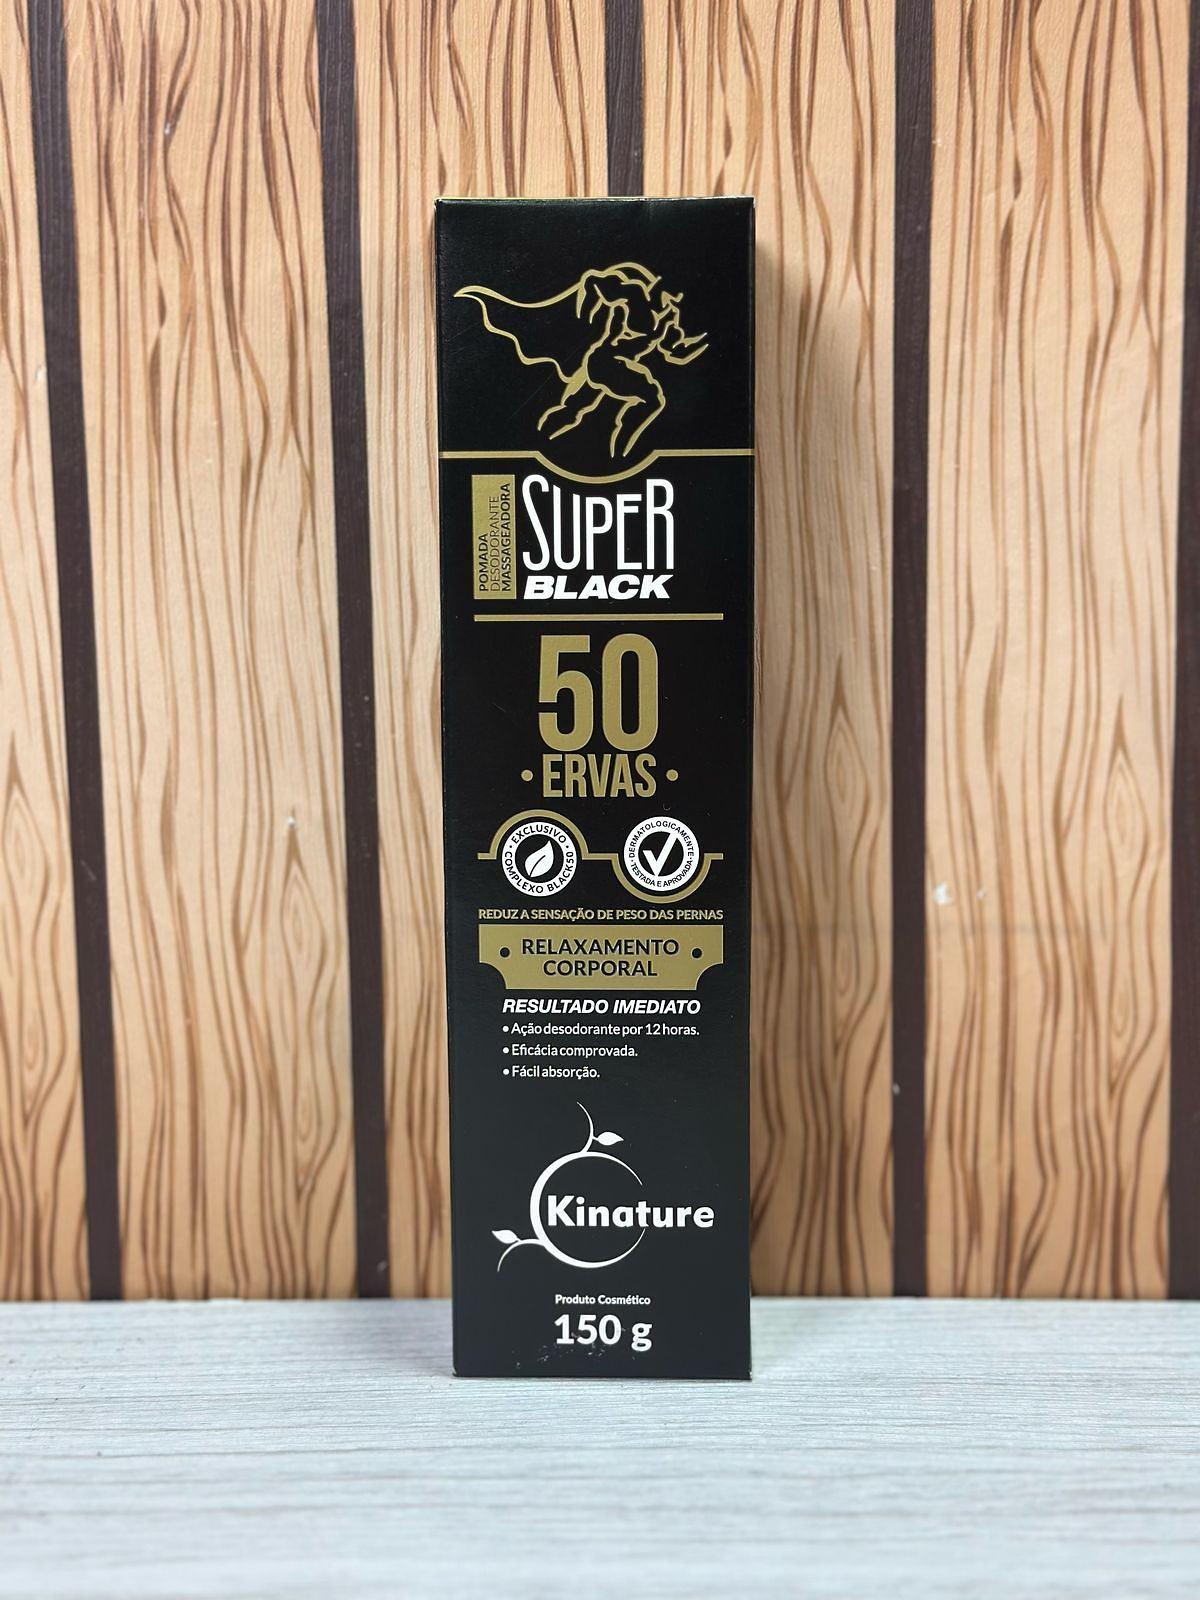 POMADA
DESODORANTE
MASSAGEADORA
SUPER
BLACK
50
• ERVAS •
• EXCLUSIVO •
COMPLEXO BLACK50
• DERMATOLOGICAMENTE •
TESTADA E APROVADA
REDUZ A SENSAÇÃO DE PESO DAS PERNAS
• RELAXAMENTO •
CORPORAL
RESULTADO IMEDIATO
• Ação desodorante por 12 horas.
• Eficácia comprovada.
• Fácil absorção.
Kinature
Produto Cosmético
150 g